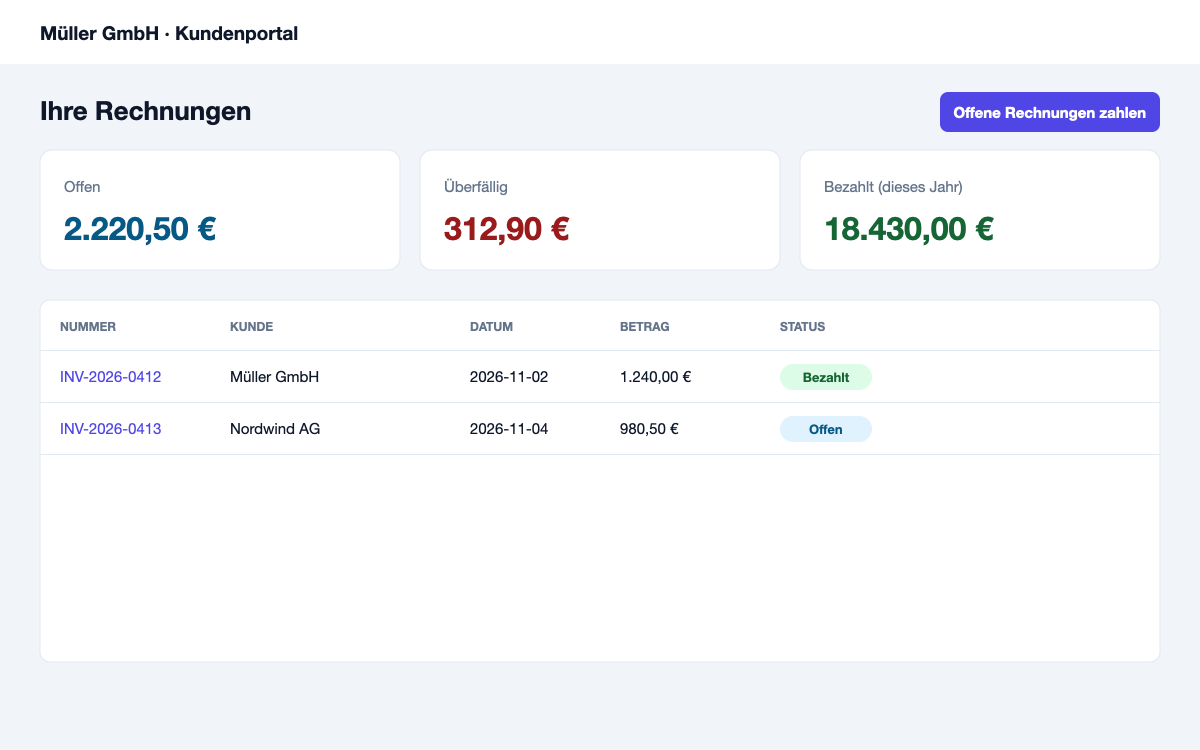 Müller GmbH · Kundenportal
Ihre Rechnungen
Offene Rechnungen zahlen
Offen
2.220,50 €
Überfällig
312,90 €
Bezahlt (dieses Jahr)
18.430,00 €
NUMMER KUNDE DATUM BETRAG STATUS
INV-2026-0412 Müller GmbH 2026-11-02 1.240,00 € Bezahlt
INV-2026-0413 Nordwind AG 2026-11-04 980,50 € Offen